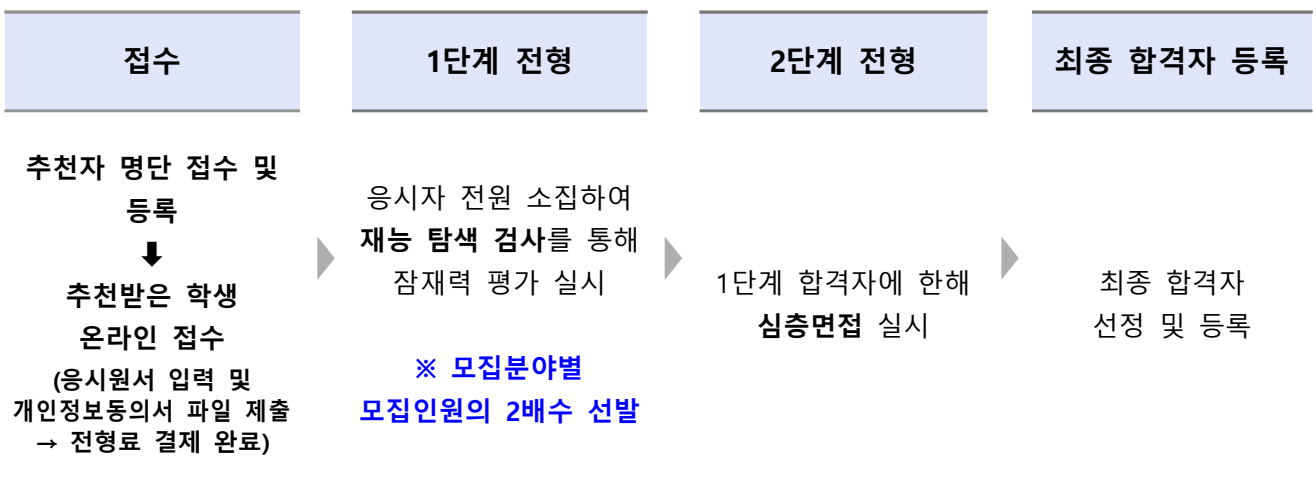 접수
추천자 명단 접수 및
등록
⬇
추천받은 학생
온라인 접수
(응시원서 입력 및
개인정보동의서 파일 제출
→ 전형료 결제 완료)
1단계 전형
응시자 전원 소집하여
재능 탐색 검사를 통해
잠재력 평가 실시
※ 모집분야별
모집인원의 2배수 선발
2단계 전형
1단계 합격자에 한해
심층면접 실시
최종 합격자 등록
최종 합격자
선정 및 등록